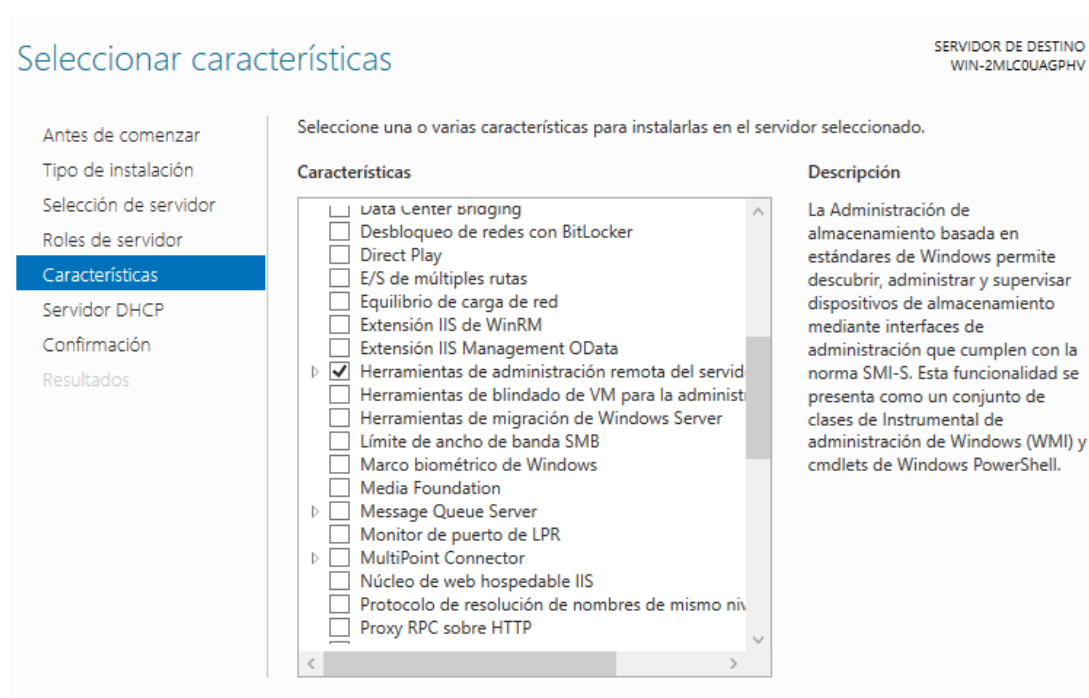 Seleccionar características
SERVIDOR DE DESTINO
WIN-2MLC0UAGPHV
Antes de comenzar
Tipo de instalación
Selección de servidor
Roles de servidor
Características
Servidor DHCP
Confirmación
Resultados
Seleccione una o varias características para instalarlas en el servidor seleccionado.
Características
Data Center Bridging
Desbloqueo de redes con BitLocker
Direct Play
E/S de múltiples rutas
Equilibrio de carga de red
Extensión IIS de WinRM
Extensión IIS Management OData
Herramientas de administración remota del servid
Herramientas de blindado de VM para la administ
Herramientas de migración de Windows Server
Límite de ancho de banda SMB
Marco biométrico de Windows
Media Foundation
Message Queue Server
Monitor de puerto de LPR
MultiPoint Connector
Núcleo de web hospedable IIS
Protocolo de resolución de nombres de mismo niv
Proxy RPC sobre HTTP
Descripción
La Administración de
almacenamiento basada en
estándares de Windows permite
descubrir, administrar y supervisar
dispositivos de almacenamiento
mediante interfaces de
administración que cumplen con la
norma SMI-S. Esta funcionalidad se
presenta como un conjunto de
clases de Instrumental de
administración de Windows (WMI) y
cmdlets de Windows PowerShell.